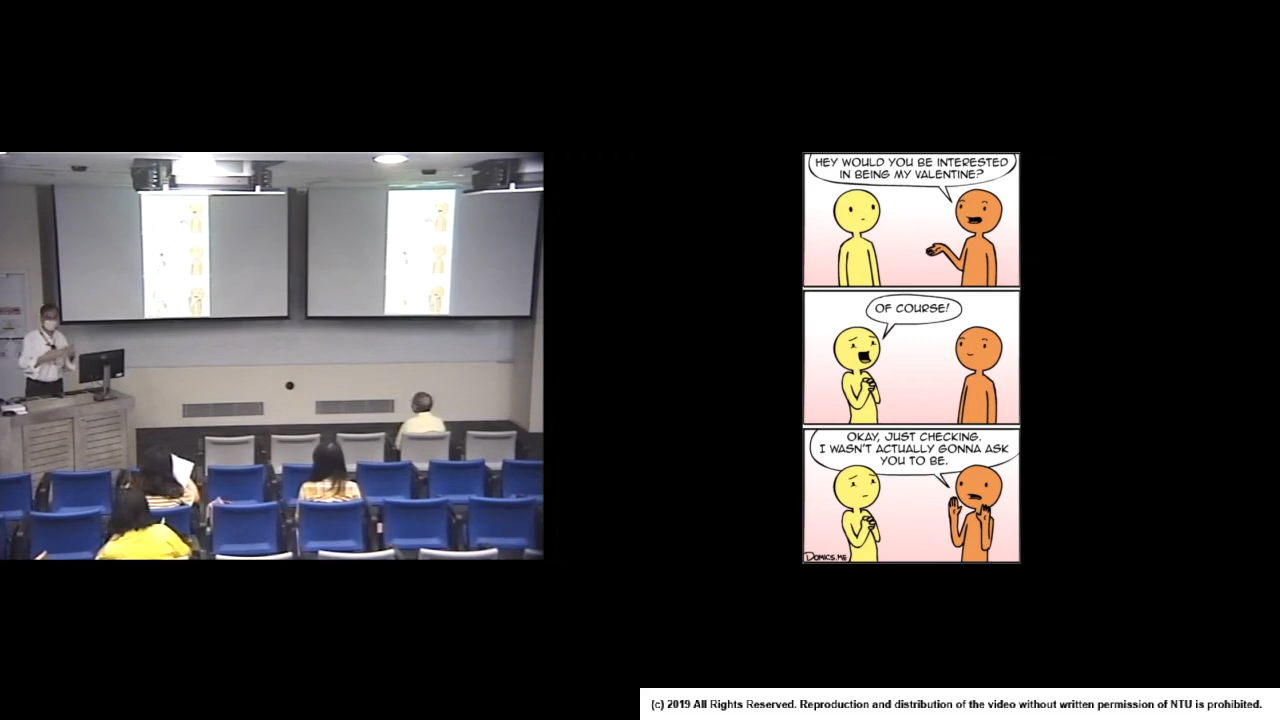 HEY WOULD YOU BE INTERESTED
IN BEING MY VALENTINE?
OF COURSE!
OKAY, JUST CHECKING.
I WASN'T ACTUALLY GONNA ASK
YOU TO BE.
DOMICS.ME
(c) 2019 All Rights Reserved. Reproduction and distribution of the video without written permission of NTU is prohibited.